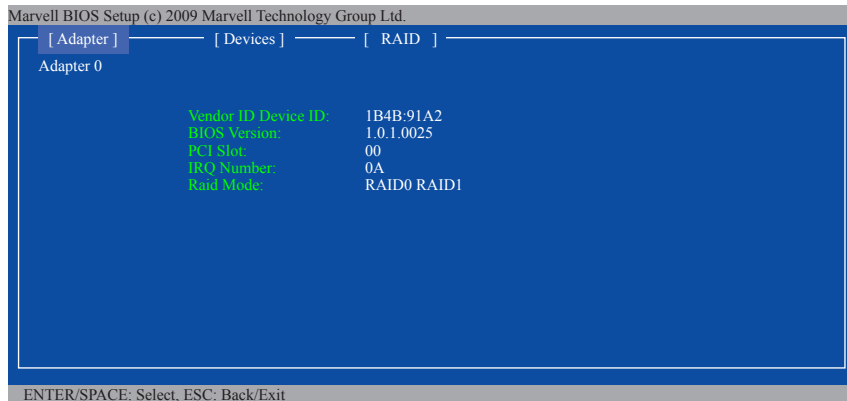 Marvell BIOS Setup (c) 2009 Marvell Technology Group Ltd.
[ Adapter ] [ Devices ] [ RAID ]
Adapter 0
Vendor ID Device ID: 1B4B:91A2
BIOS Version: 1.0.1.0025
PCI Slot: 00
IRQ Number: 0A
Raid Mode: RAID0 RAID1
ENTER/SPACE: Select, ESC: Back/Exit